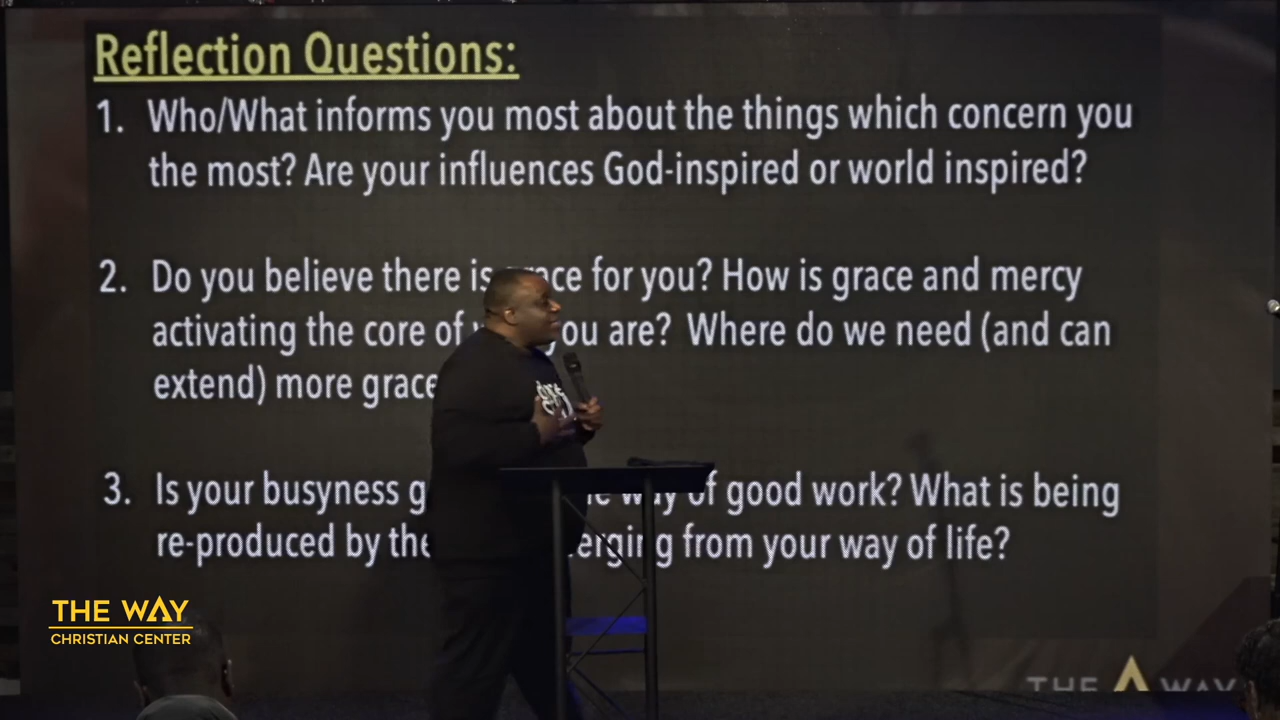 Reflection Questions:
1. Who/What informs you most about the things which concern you
the most? Are your influences God-inspired or world inspired?
2. Do you believe there is for you? How is grace and mercy
activating the core of you are? Where do we need (and can
extend) more grace
3. Is your busyness way of good work? What is being
re-produced by the from your way of life?
THE WAY
CHRISTIAN CENTER
THE WAY